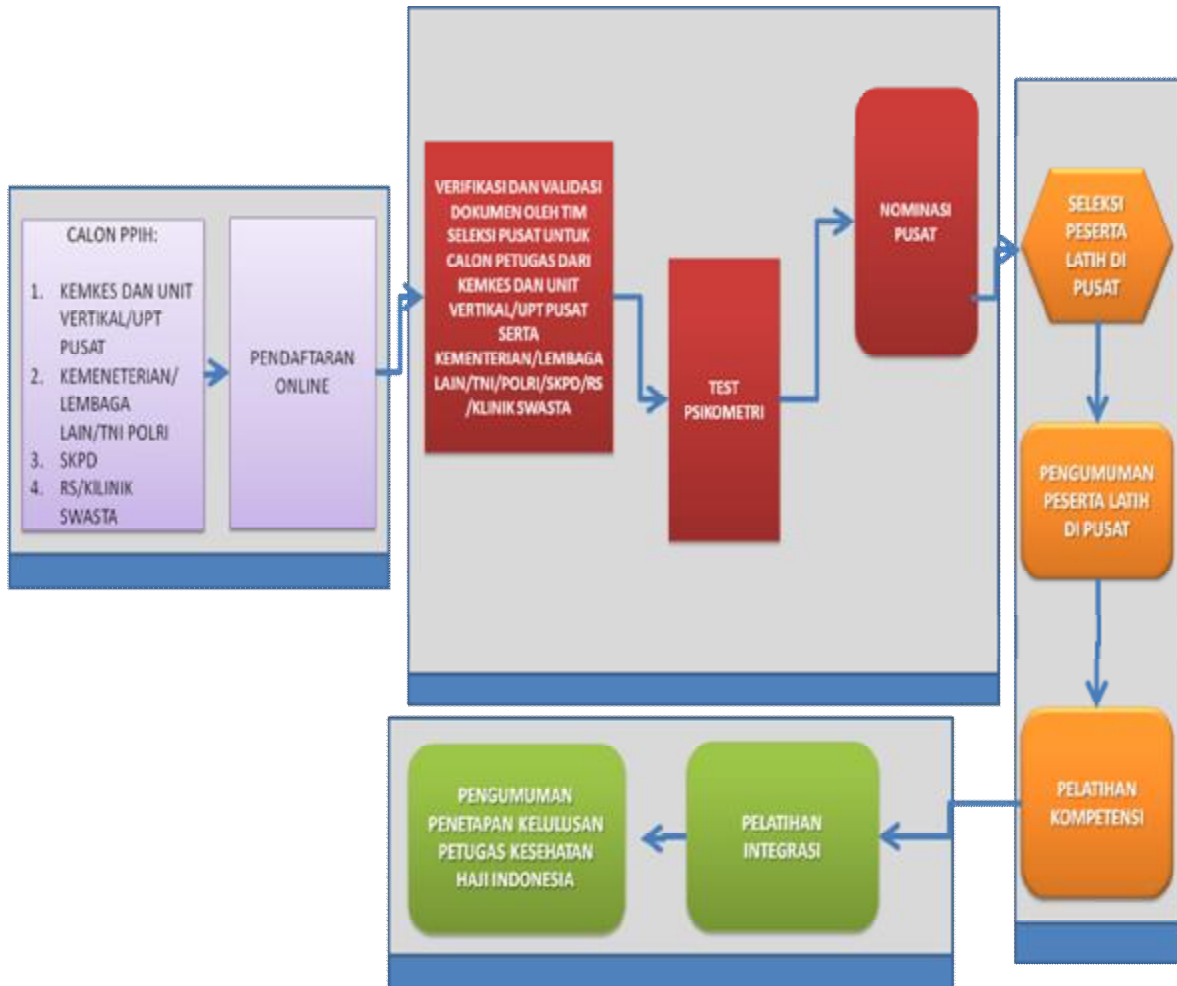 CALON PPIH:
1. KEMKES DAN UNIT
VERTIKAL/UPT
PUSAT
2. KEMENETERIAN/
LEMBAGA
LAIN/TNI POLRI
3. SKPD
4. RS/KILINIK
SWASTA
PENDAFTARAN
ONLINE
VERIFIKASI DAN VALIDASI
DOKUMEN OLEH TIM
SELEKSI PUSAT UNTUK
CALON PETUGAS DARI
KEMKES DAN UNIT
VERTIKAL/UPT PUSAT
SERTA
KEMENTERIAN/LEMBAGA
LAIN/TNI/POLRI/SKPD/RS
/KLINIK SWASTA
TEST
PSIKOMETRI
NOMINASI
PUSAT
SELEKSI
PESERTA
LATIH DI
PUSAT
PENGUMUMAN
PESERTA LATIH
DI PUSAT
PELATIHAN
KOMPETENSI
PELATIHAN
INTEGRASI
PENGUMUMAN
PENETAPAN KELULUSAN
PETUGAS KESEHATAN
HAJI INDONESIA